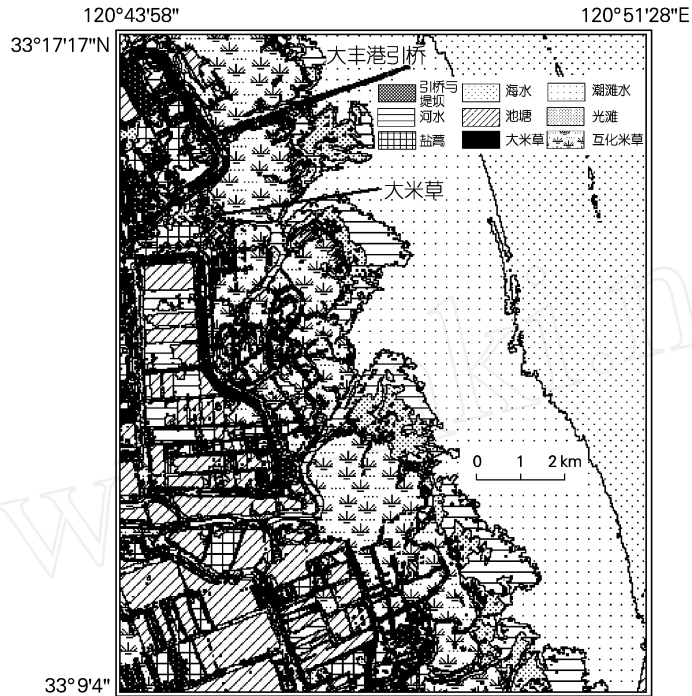 120°43′58″
120°51′28″E
33°17′17″N
大丰港引桥
引桥与
堤坝
海水
潮滩水
河水
池塘
光滩
盐蒿
大米草
互花米草
大米草
0 1 2 km
33°9′4″